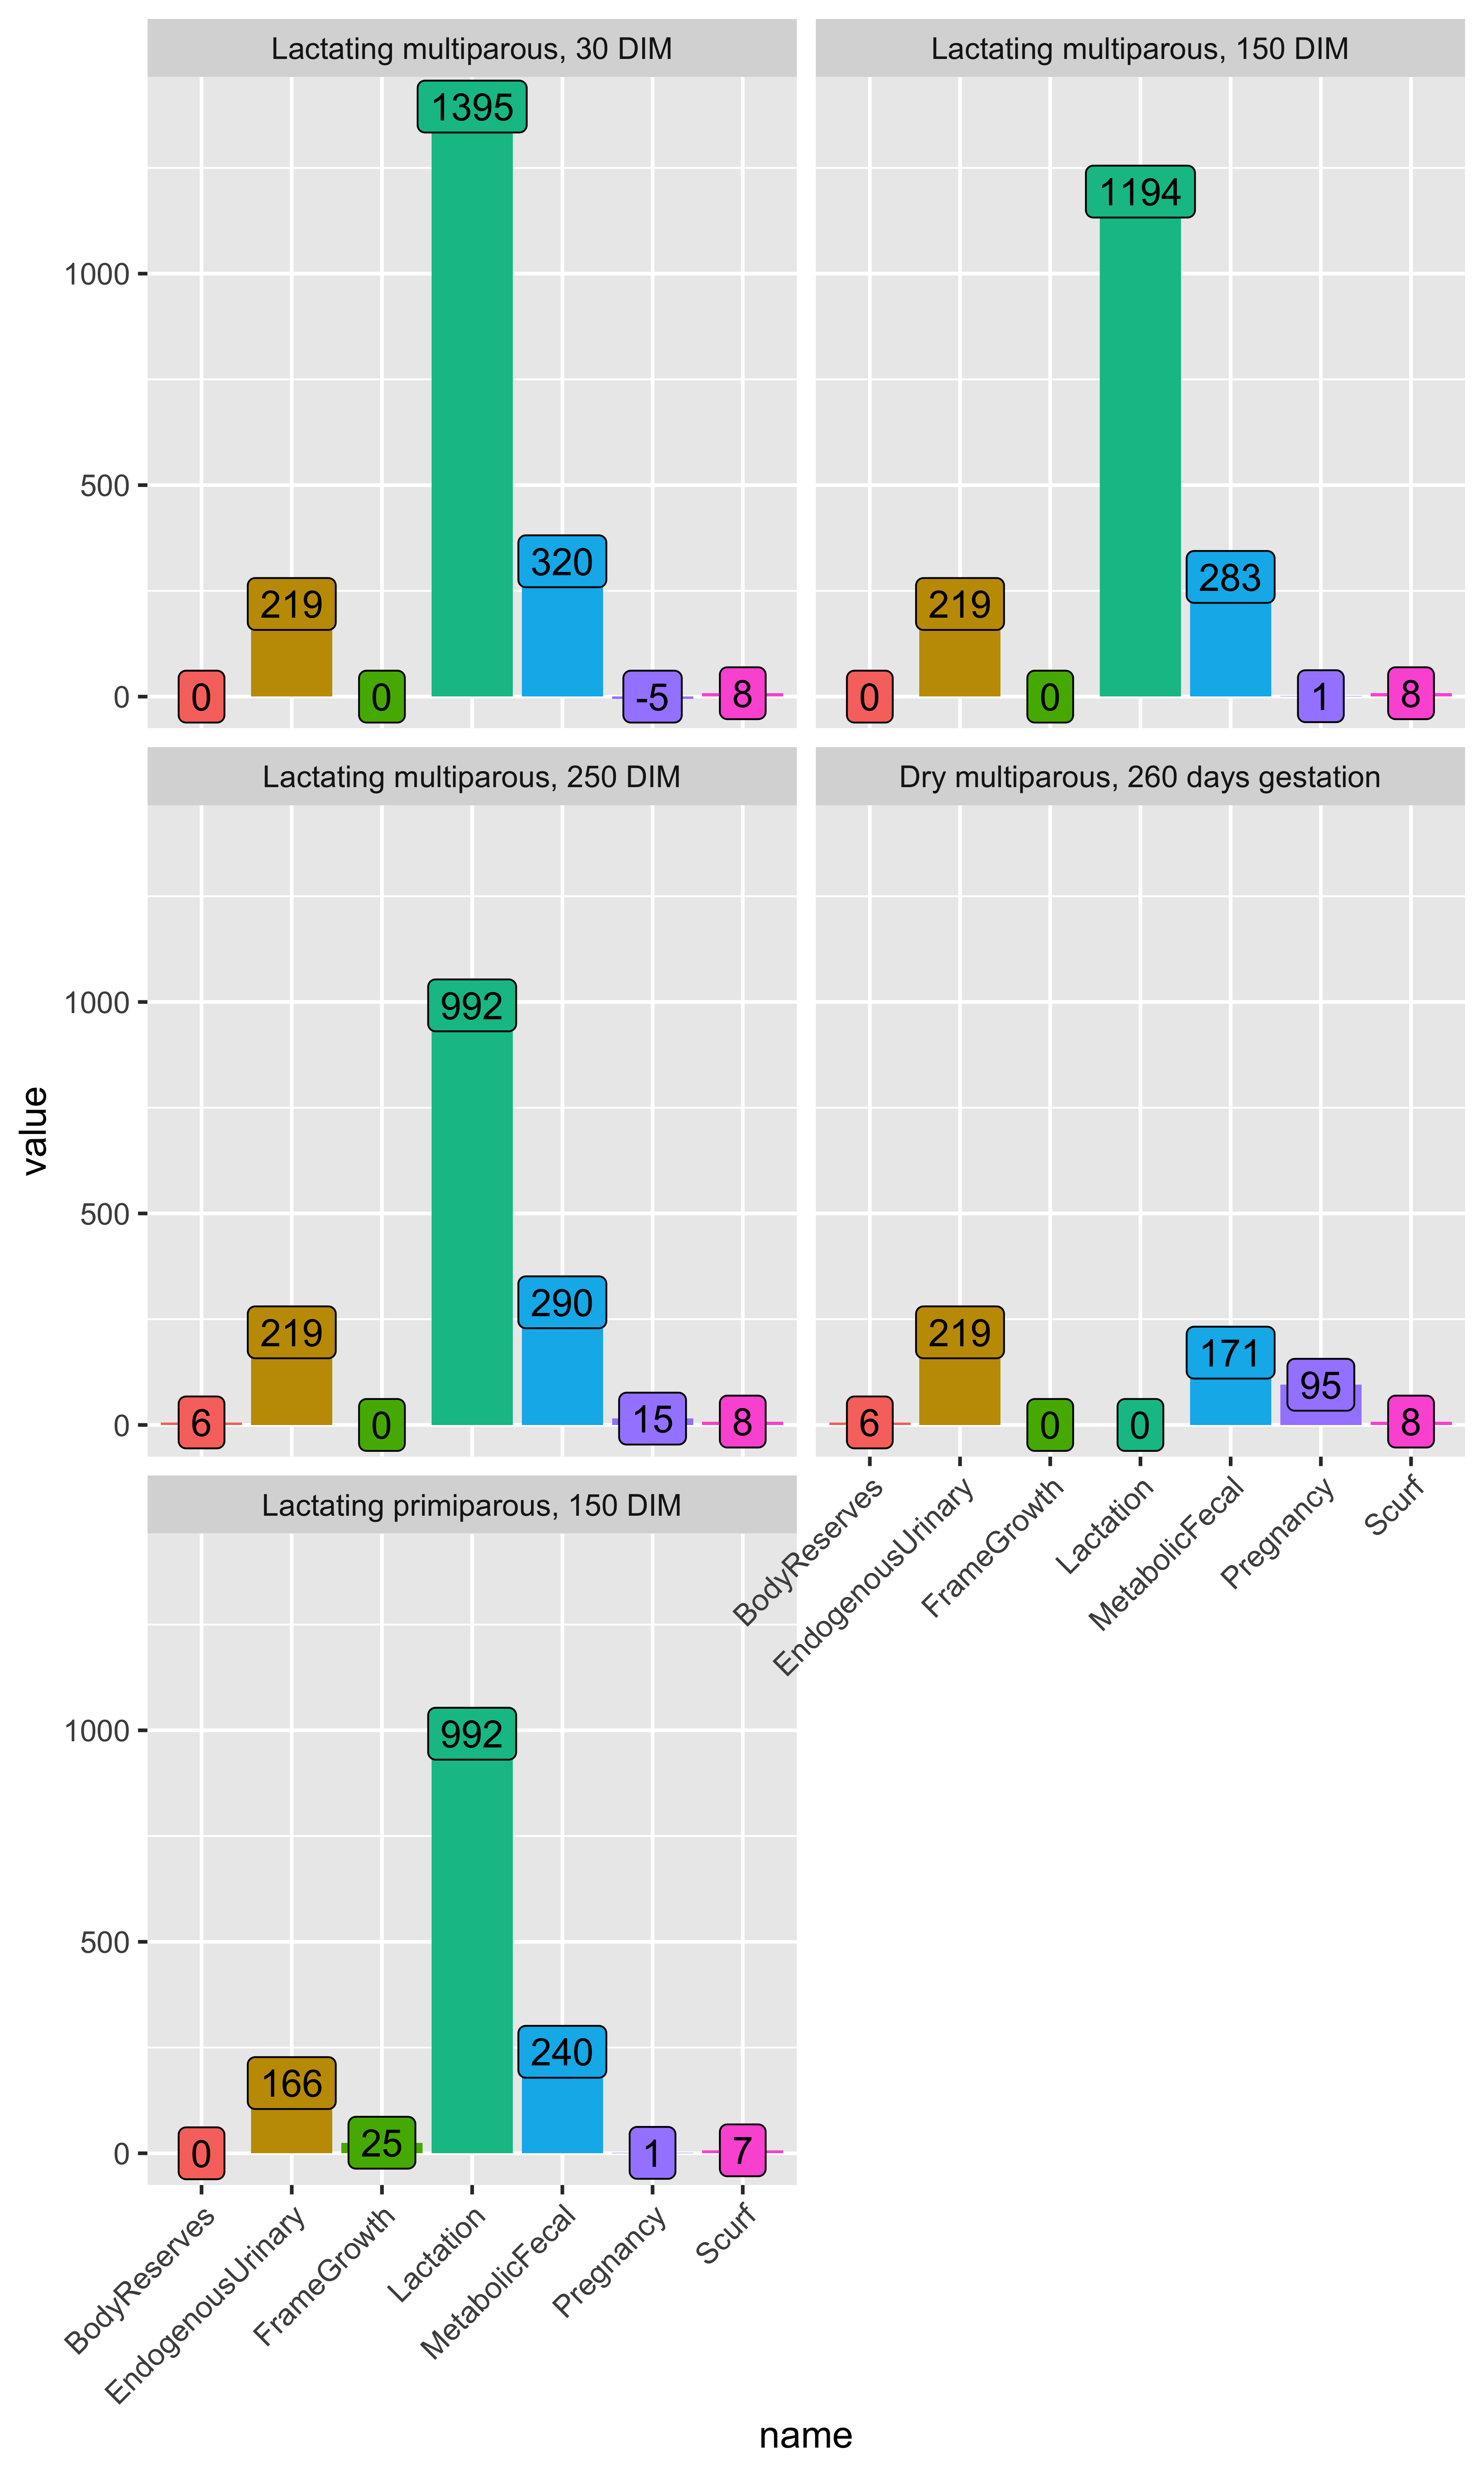 Lactating multiparous, 30 DIM
Lactating multiparous, 150 DIM
1395
1194
1000
500
320
283
219
219
0
0
0
-5
8
0
0
1
8
Lactating multiparous, 250 DIM
Dry multiparous, 260 days gestation
1000
992
500
290
219
0
6
0
15
8
219
171
95
6
0
0
8
BodyReserves
EndogenousUrinary
FrameGrowth
Lactation
MetabolicFecal
Pregnancy
Scurf
Lactating primiparous, 150 DIM
1000
992
500
240
166
0
0
25
1
7
BodyReserves
EndogenousUrinary
FrameGrowth
Lactation
MetabolicFecal
Pregnancy
Scurf
value
name